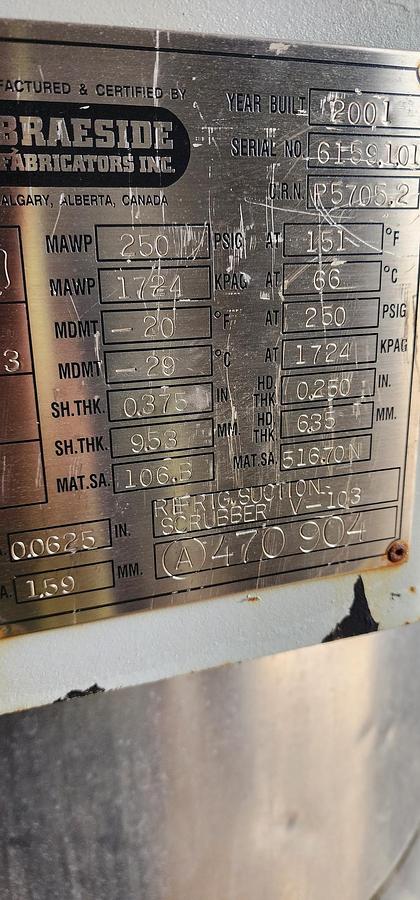 FACTURED & CERTIFIED BY
BRAESIDE
FABRICATORS INC.
ALGARY, ALBERTA, CANADA
YEAR BUILT 2001
SERIAL NO. 6159.101
C.R.N. P5705.2
MAWP 250 PSIG AT 151 °F
MAWP 1724 KPAG AT 66 °C
MDMT -20 °F AT 250 PSIG
3 MDMT -29 °C AT 1724 KPAG
SH.THK. 0.375 IN HD. THK 0.250 IN.
SH.THK. 9.53 MM. HD. THK 6.35 MM.
MAT.SA. 106.B MAT.SA. 516.70N
REFRIG. SUCTION
SCRUBBER V-103
A. 0.0625 IN.
A 470904
A. 1.59 MM.